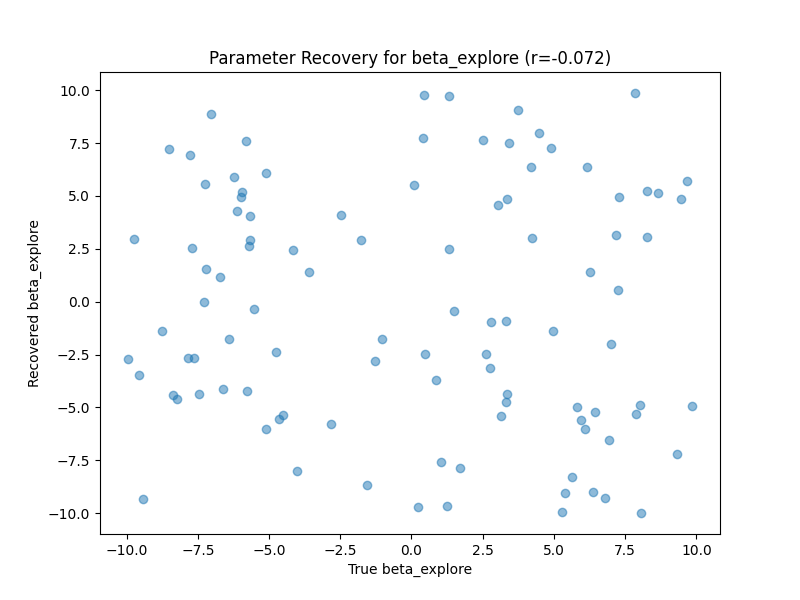 Parameter Recovery for beta_explore (r=-0.072)
Recovered beta_explore
10.0
7.5
5.0
2.5
0.0
−2.5
−5.0
−7.5
−10.0
−10.0 −7.5 −5.0 −2.5 0.0 2.5 5.0 7.5 10.0
True beta_explore